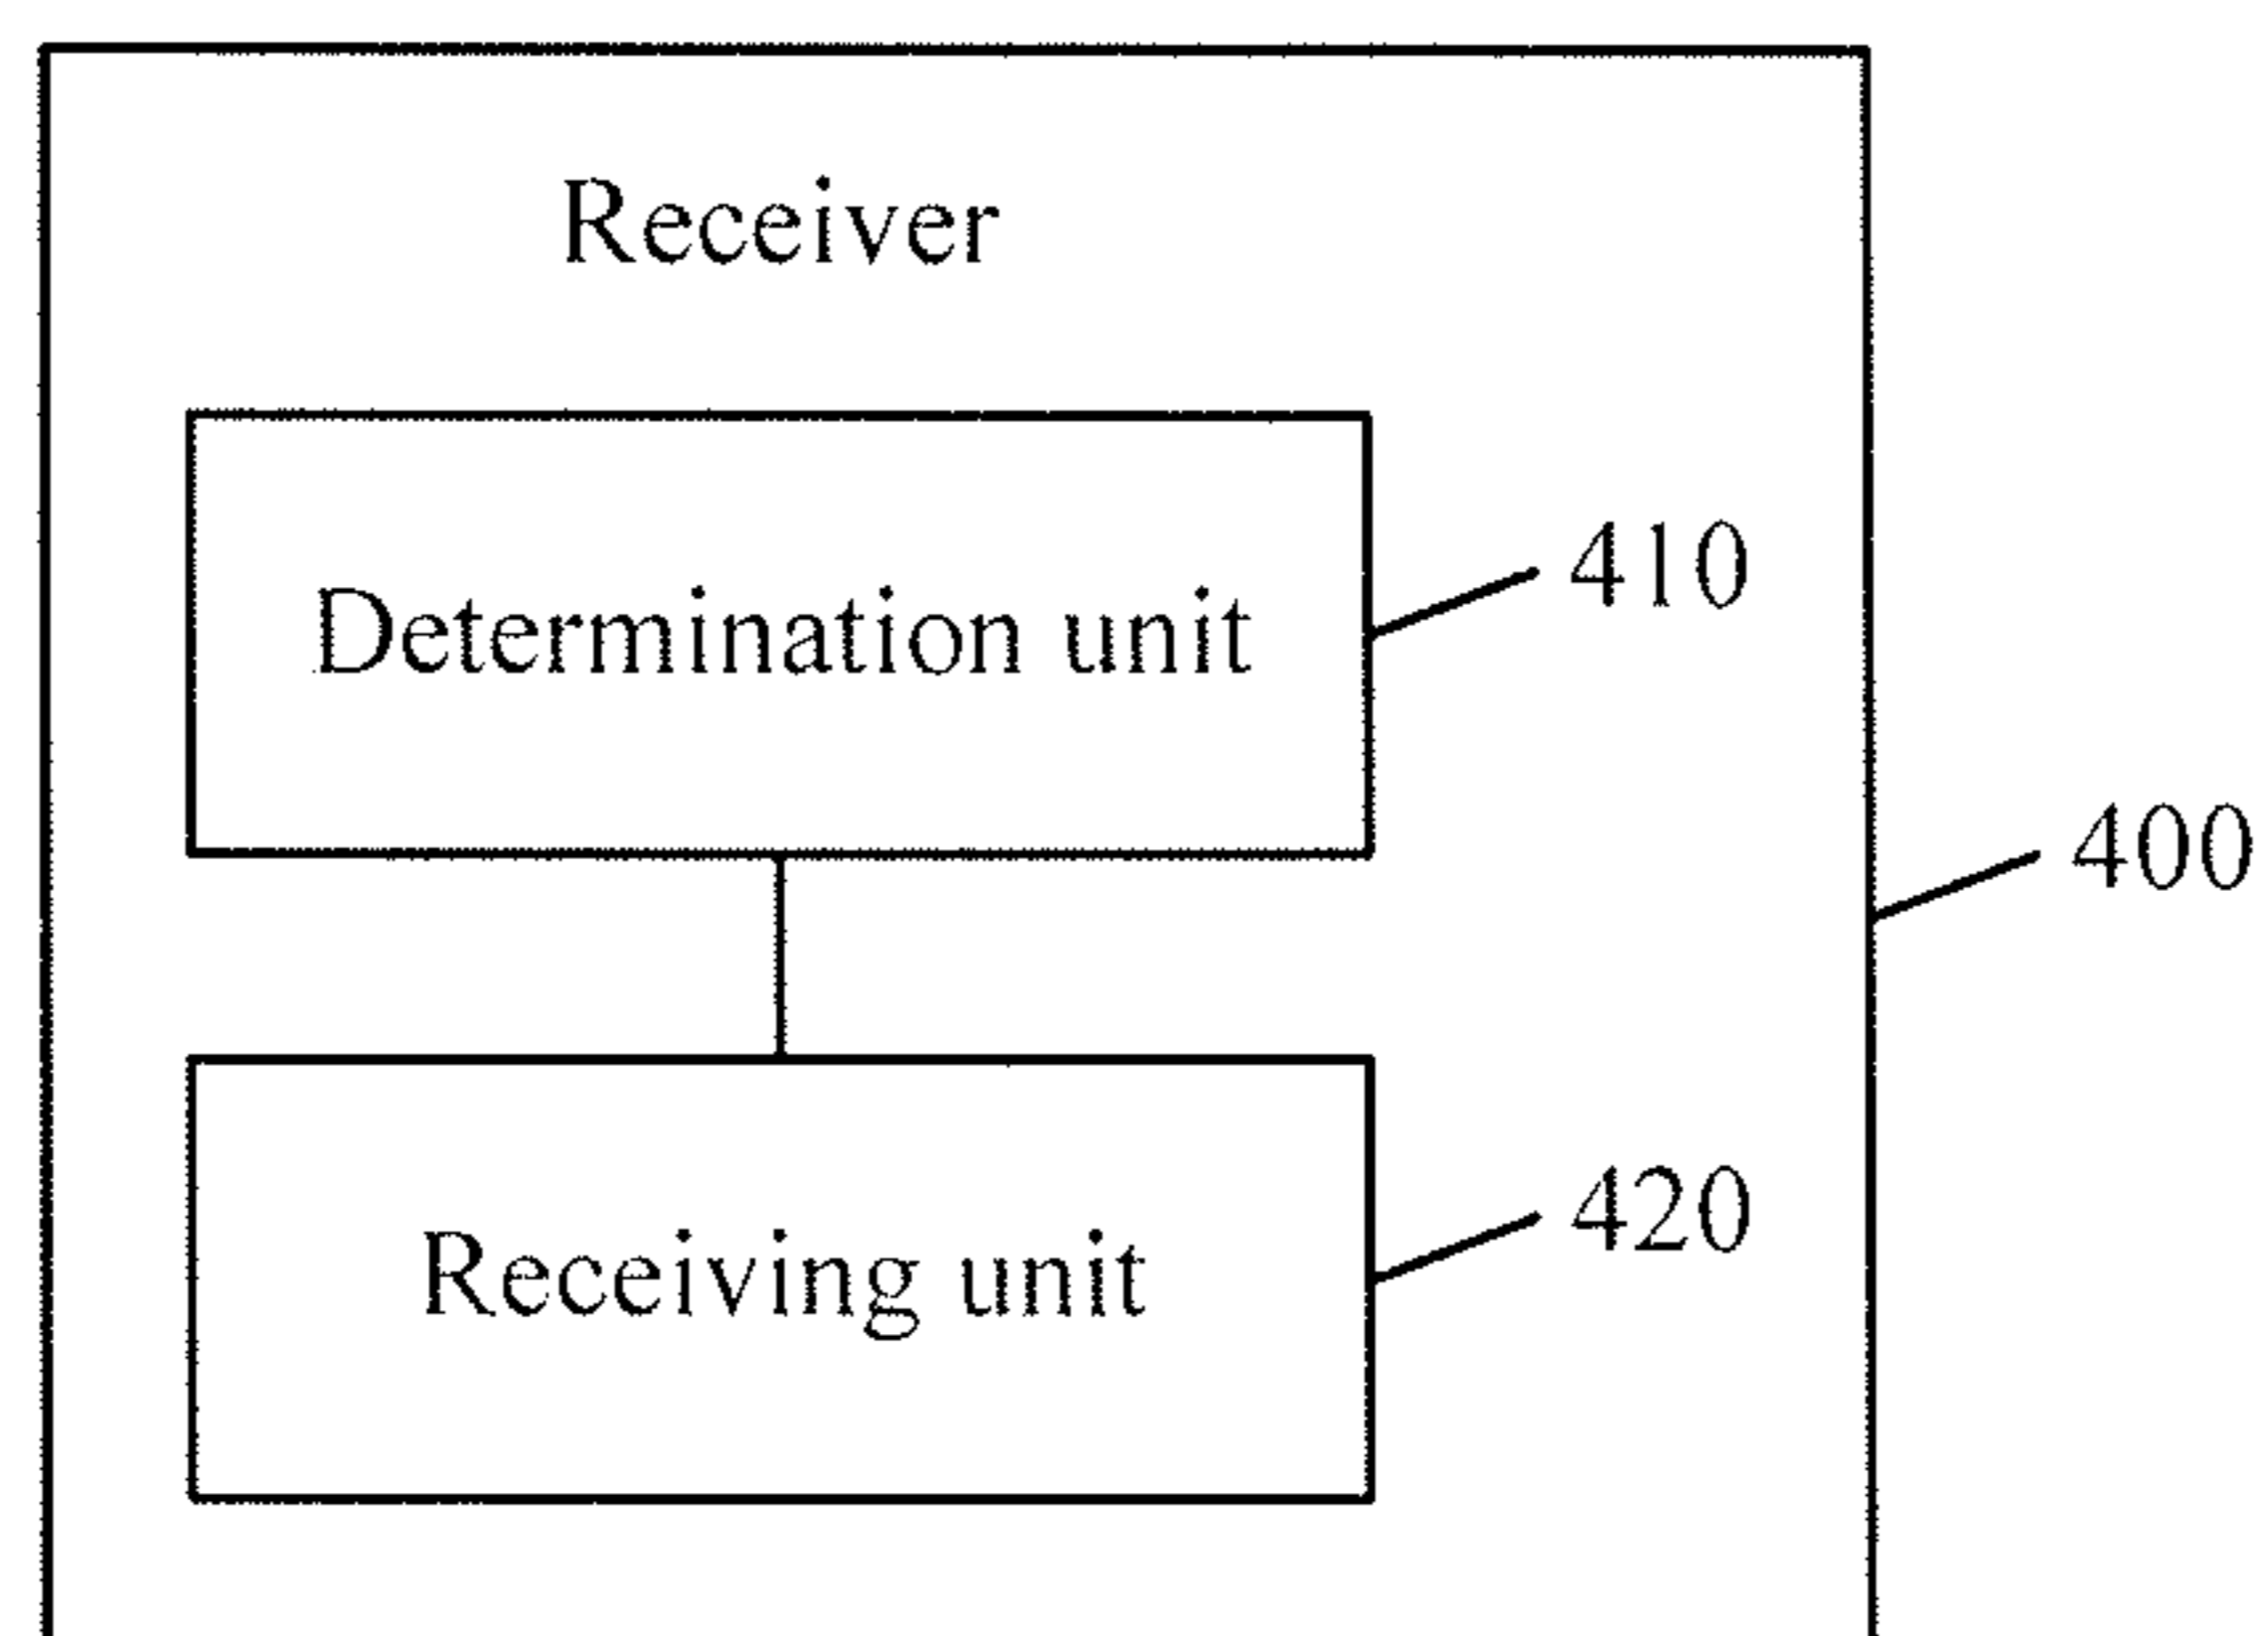 Receiver
410
Determination unit
400
420
Receiving unit